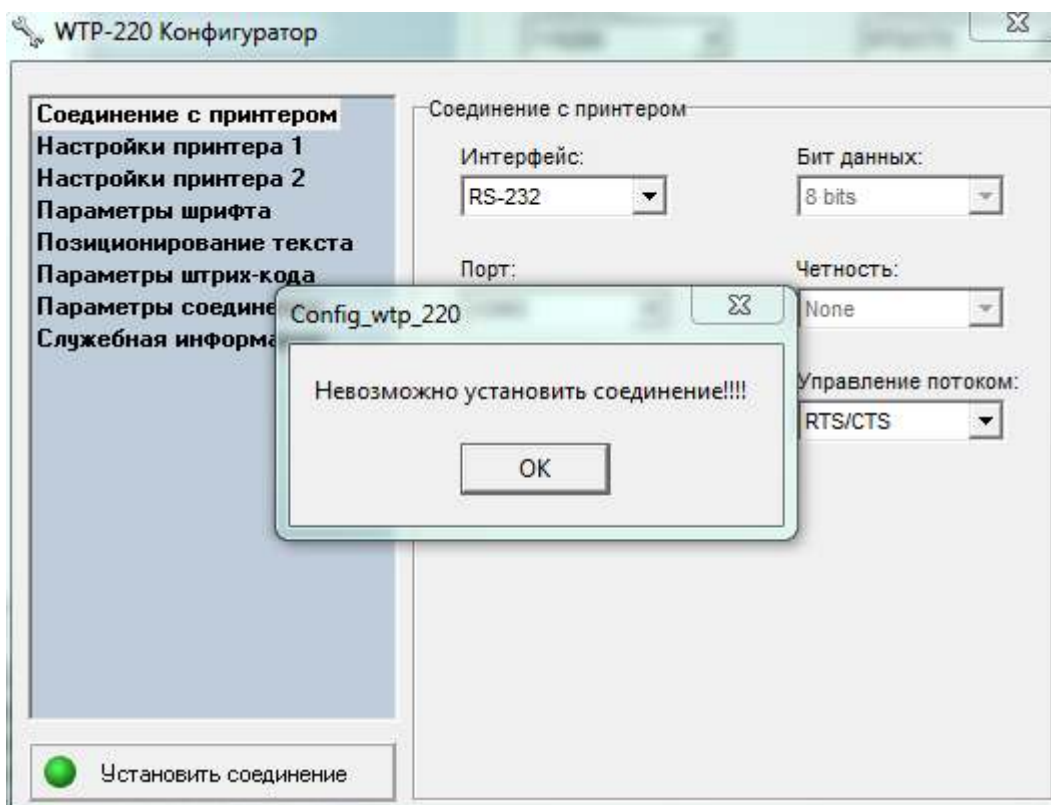 WTP-220 Конфигуратор
Соединение с принтером
Настройки принтера 1
Настройки принтера 2
Параметры шрифта
Позиционирование текста
Параметры штрих-кода
Параметры соедине
Служебная информа
Установить соединение
Соединение с принтером
Интерфейс:
RS-232
Бит данных:
8 bits
Порт:
Четность:
None
Управление потоком:
RTS/CTS
Config_wtp_220
Невозможно установить соединение!!!!
OK